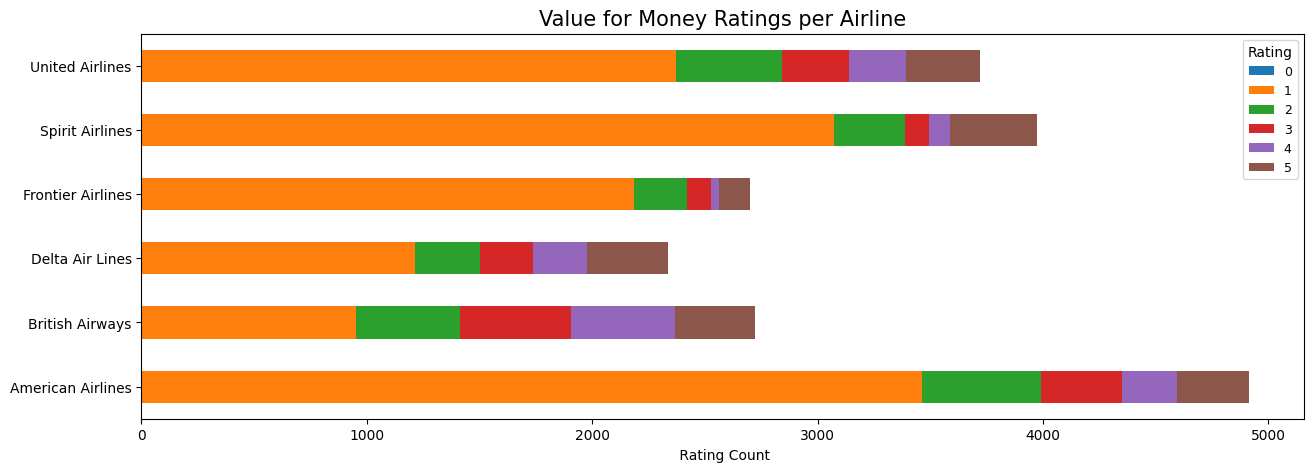 Value for Money Ratings per Airline
United Airlines
Spirit Airlines
Frontier Airlines
Delta Air Lines
British Airways
American Airlines
Rating
0
1
2
3
4
5
0 1000 2000 3000 4000 5000
Rating Count